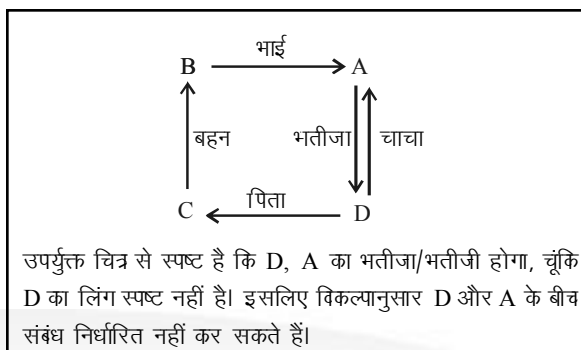 भाई
B A
बहन भतीजा चाचा
पिता
C D
उपर्युक्त चित्र से स्पष्ट है कि D, A का भतीजा/भतीजी होगा, चूंकि
D का लिंग स्पष्ट नहीं है। इसलिए विकल्पानुसार D और A के बीच
संबंध निर्धारित नहीं कर सकते हैं।